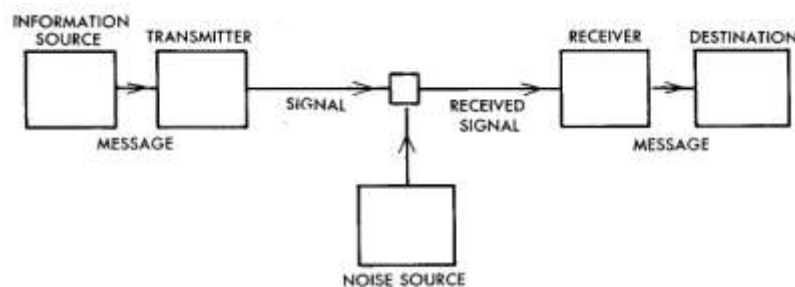 INFORMATION
SOURCE
TRANSMITTER
RECEIVER
DESTINATION
SIGNAL
RECEIVED
SIGNAL
MESSAGE
MESSAGE
NOISE SOURCE